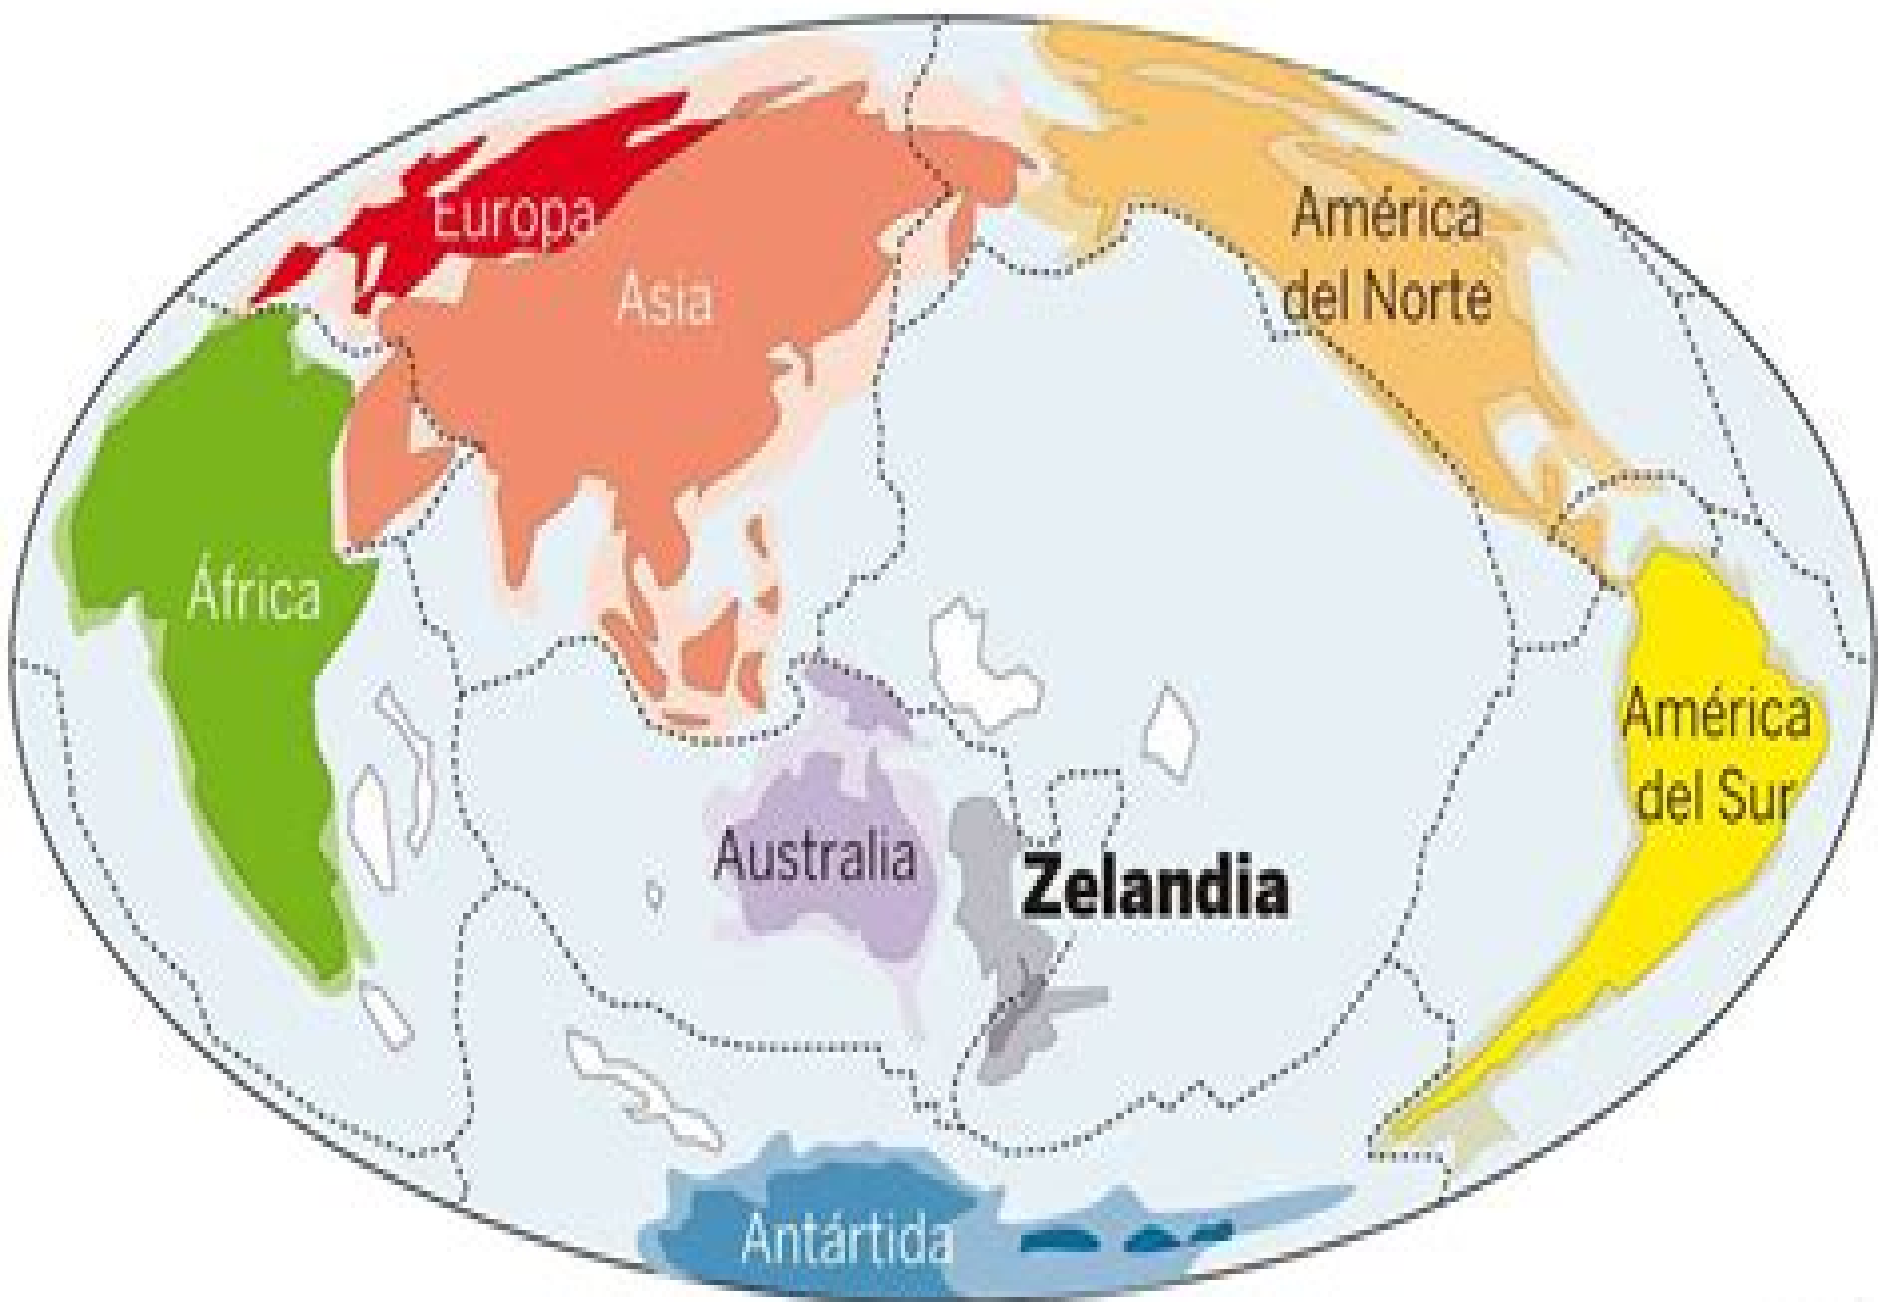 Europa
América
del Norte
Asia
África
América
del Sur
Australia
Zelandia
Antártida